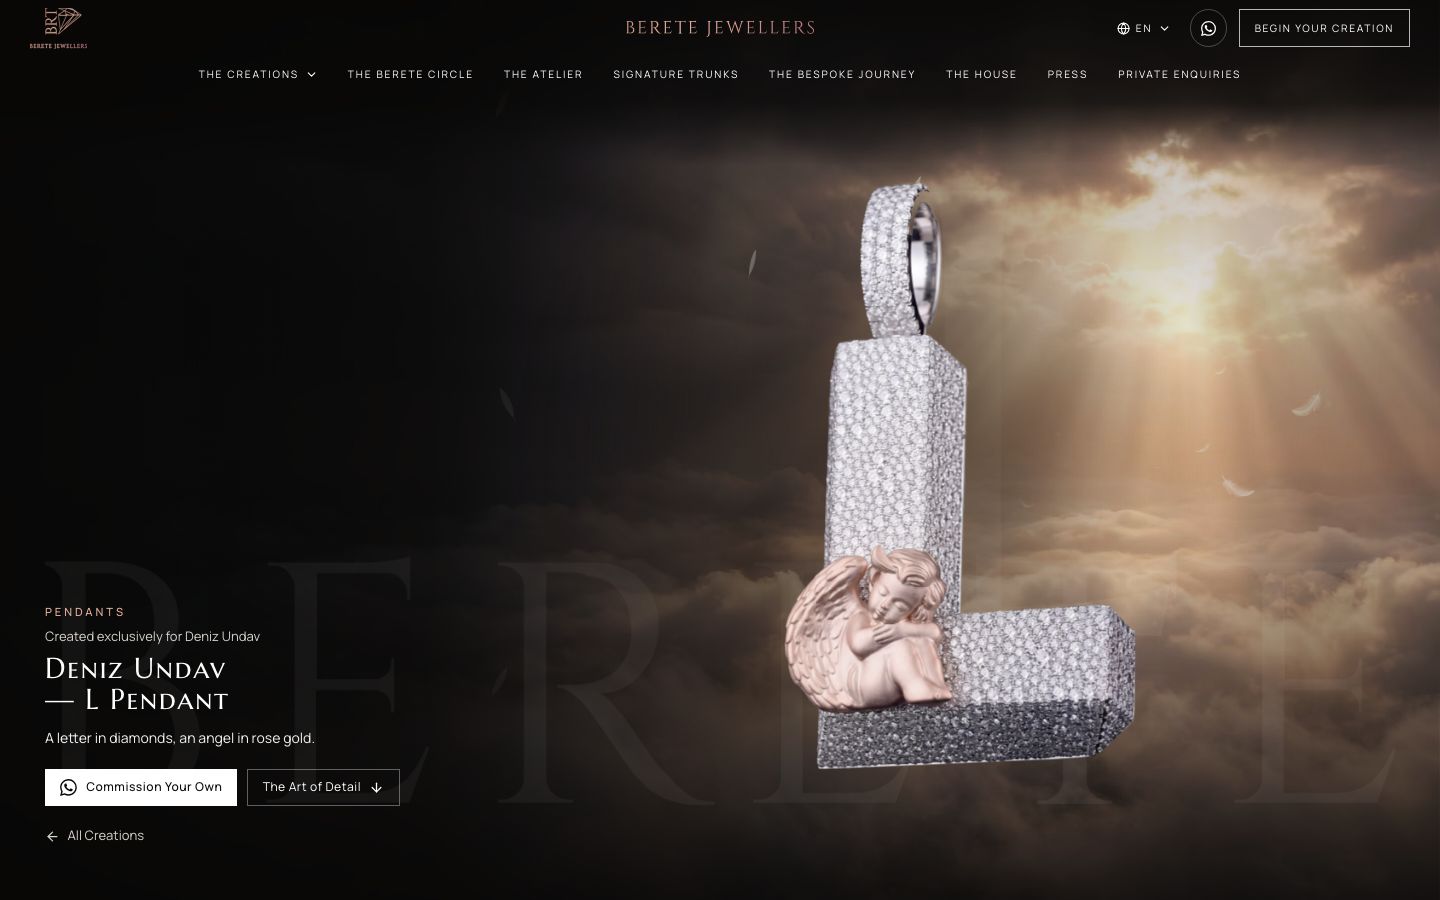 BRT
BERETE JEWELLERS
BERETE JEWELLERS
EN
BEGIN YOUR CREATION
THE CREATIONS
THE BERETE CIRCLE
THE ATELIER
SIGNATURE TRUNKS
THE BESPOKE JOURNEY
THE HOUSE
PRESS
PRIVATE ENQUIRIES
BERETE
PENDANTS
Created exclusively for Deniz Undav
Deniz Undav
— L Pendant
A letter in diamonds, an angel in rose gold.
Commission Your Own
The Art of Detail
All Creations